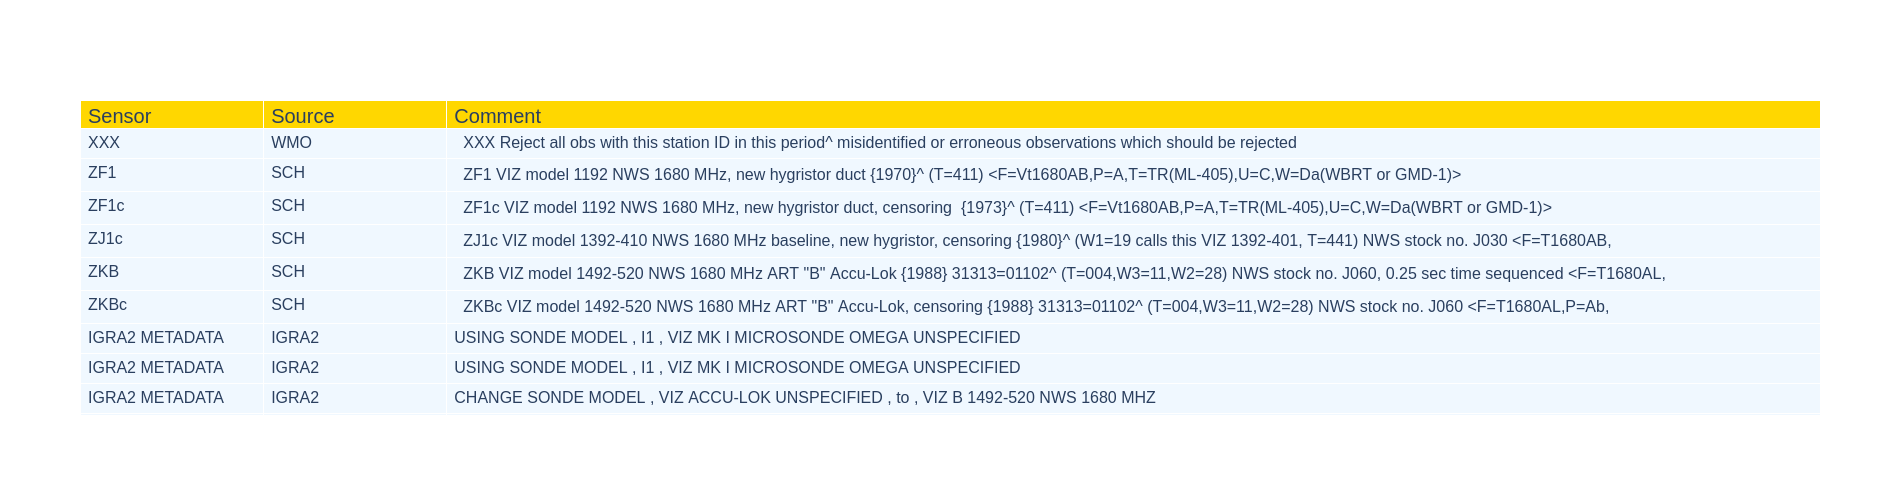 Sensor Source Comment
XXX WMO XXX Reject all obs with this station ID in this period^ misidentified or erroneous observations which should be rejected
ZF1 SCH ZF1 VIZ model 1192 NWS 1680 MHz, new hygristor duct {1970}^ (T=411) <F=Vt1680AB,P=A,T=TR(ML-405),U=C,W=Da(WBRT or GMD-1)>
ZF1c SCH ZF1c VIZ model 1192 NWS 1680 MHz, new hygristor duct, censoring  {1973}^ (T=411) <F=Vt1680AB,P=A,T=TR(ML-405),U=C,W=Da(WBRT or GMD-1)>
ZJ1c SCH ZJ1c VIZ model 1392-410 NWS 1680 MHz baseline, new hygristor, censoring {1980}^ (W1=19 calls this VIZ 1392-401, T=441) NWS stock no. J030 <F=T1680AB,
ZKB SCH ZKB VIZ model 1492-520 NWS 1680 MHz ART "B" Accu-Lok {1988} 31313=01102^ (T=004,W3=11,W2=28) NWS stock no. J060, 0.25 sec time sequenced <F=T1680AL,
ZKBc SCH ZKBc VIZ model 1492-520 NWS 1680 MHz ART "B" Accu-Lok, censoring {1988} 31313=01102^ (T=004,W3=11,W2=28) NWS stock no. J060 <F=T1680AL,P=Ab,
IGRA2 METADATA IGRA2 USING SONDE MODEL , I1 , VIZ MK I MICROSONDE OMEGA UNSPECIFIED
IGRA2 METADATA IGRA2 USING SONDE MODEL , I1 , VIZ MK I MICROSONDE OMEGA UNSPECIFIED
IGRA2 METADATA IGRA2 CHANGE SONDE MODEL , VIZ ACCU-LOK UNSPECIFIED , to , VIZ B 1492-520 NWS 1680 MHZ